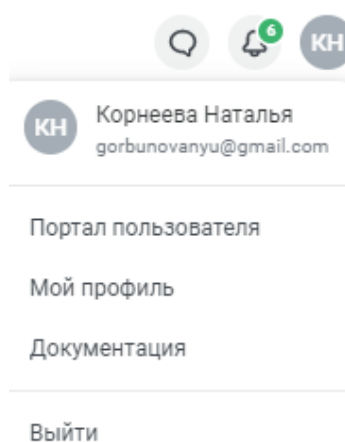 6
КН
КН
Корнеева Наталья
gorbunovanyu@gmail.com
Портал пользователя
Мой профиль
Документация
Выйти